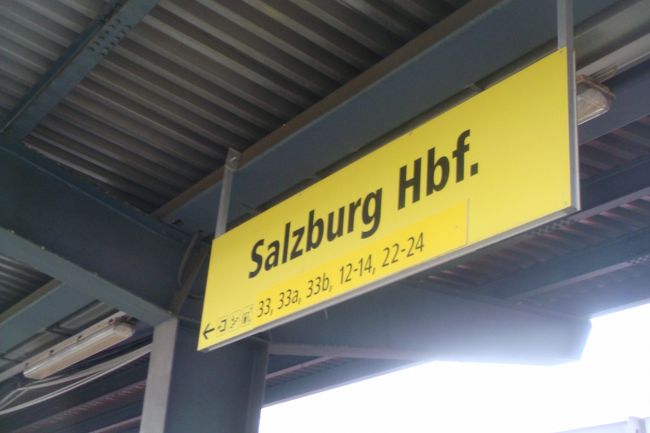 Salzburg Hbf.
← 33, 33a, 33b, 12-14, 22-24